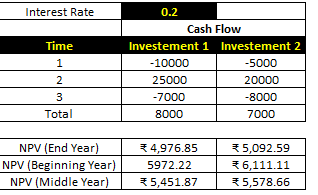 Interest Rate 0.2
Cash Flow
Time Investement 1 Investement 2
1 -10000 -5000
2 25000 20000
3 -7000 -8000
Total 8000 7000
NPV (End Year) ₹ 4,976.85 ₹ 5,092.59
NPV (Beginning Year) 5972.22 ₹ 6,111.11
NPV (Middle Year) ₹ 5,451.87 ₹ 5,578.66